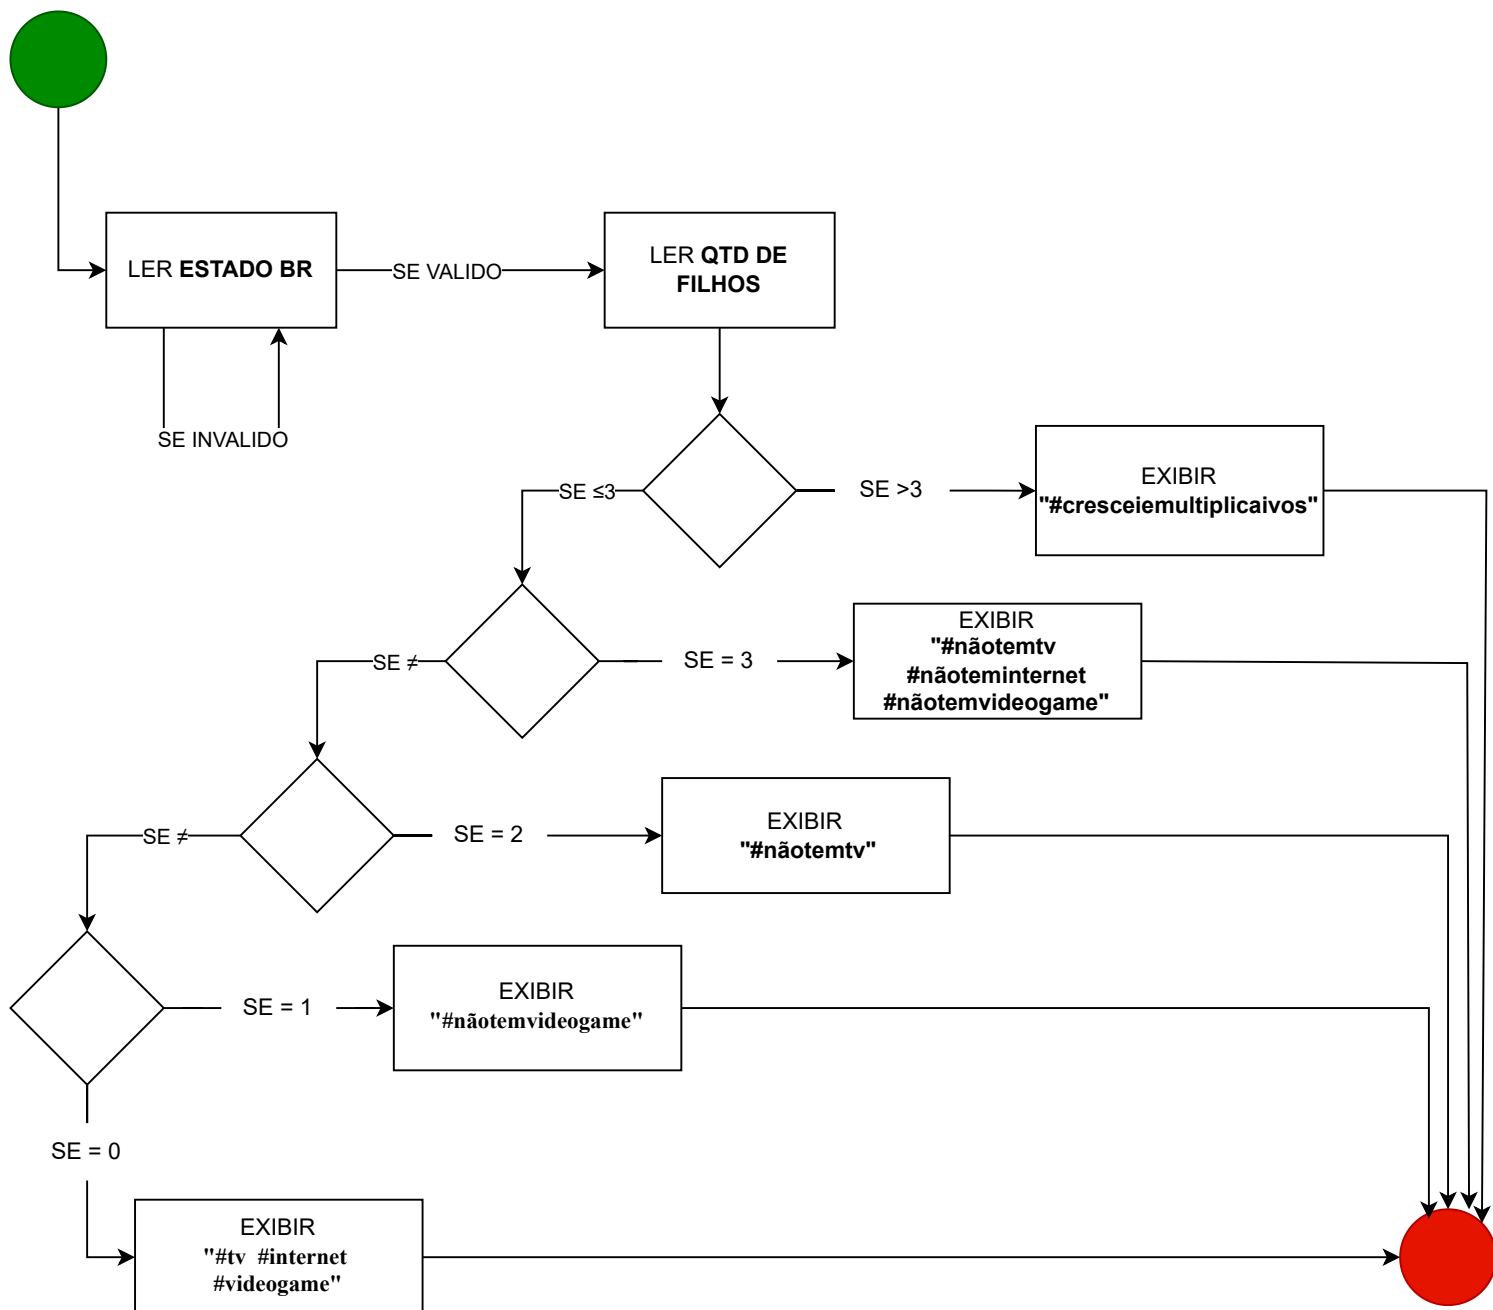 LER ESTADO BR
SE VALIDO
LER QTD DE
FILHOS
SE INVALIDO
SE ≤3
SE >3
EXIBIR
"#cresceiemultiplicaivos"
SE ≠
SE = 3
EXIBIR
"#nãotemtv
#nãoteminternet
#nãotemvideogame"
SE ≠
SE = 2
EXIBIR
"#nãotemtv"
SE = 1
EXIBIR
"#nãotemvideogame"
SE = 0
EXIBIR
"#tv #internet
#videogame"